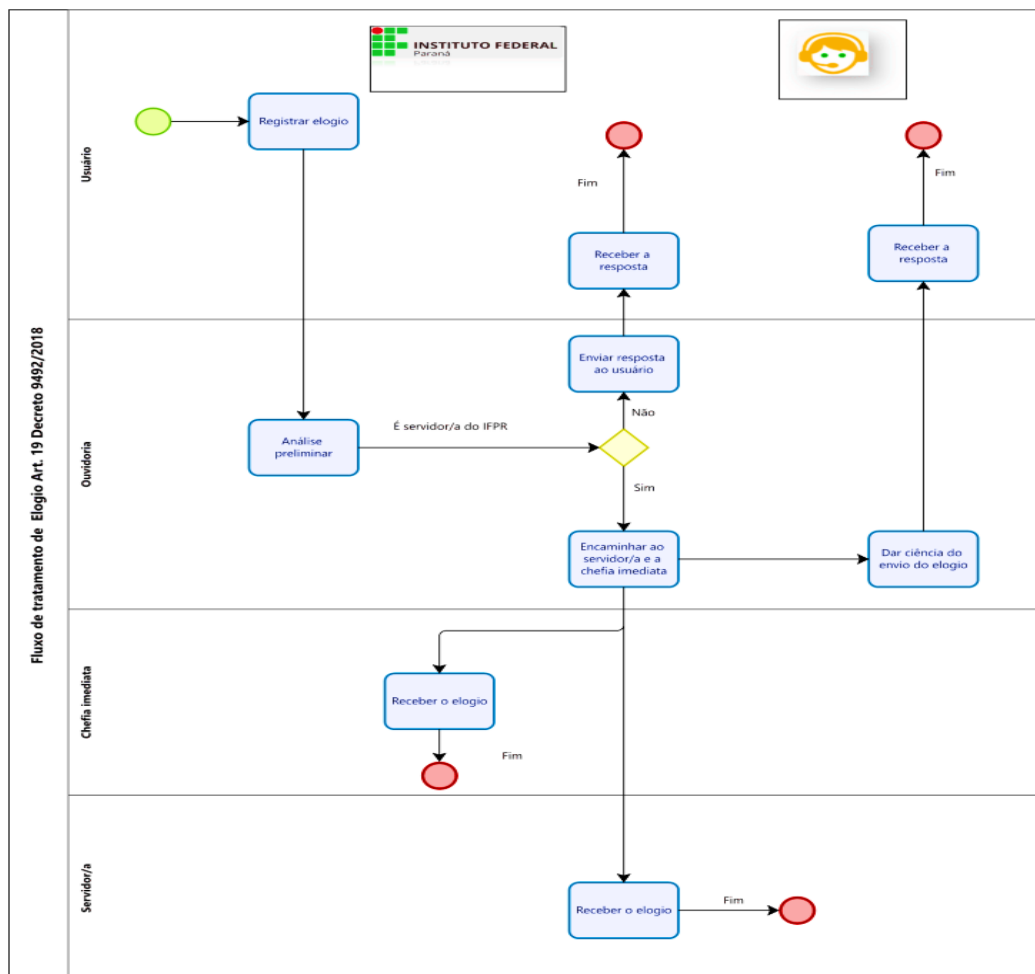 INSTITUTO FEDERAL
Paraná
Fluxo de tratamento de Elogio Art. 19 Decreto 9492/2018
Usuário
Registrar elogio
Fim
Fim
Receber a
resposta
Receber a
resposta
Ouvidoria
Enviar resposta
ao usuário
Não
É servidor/a do IFPR
Análise
preliminar
Sim
Encaminhar ao
servidor/a e a
chefia imediata
Dar ciência do
envio do elogio
Chefia imediata
Receber o elogio
Fim
Servidor/a
Receber o elogio
Fim